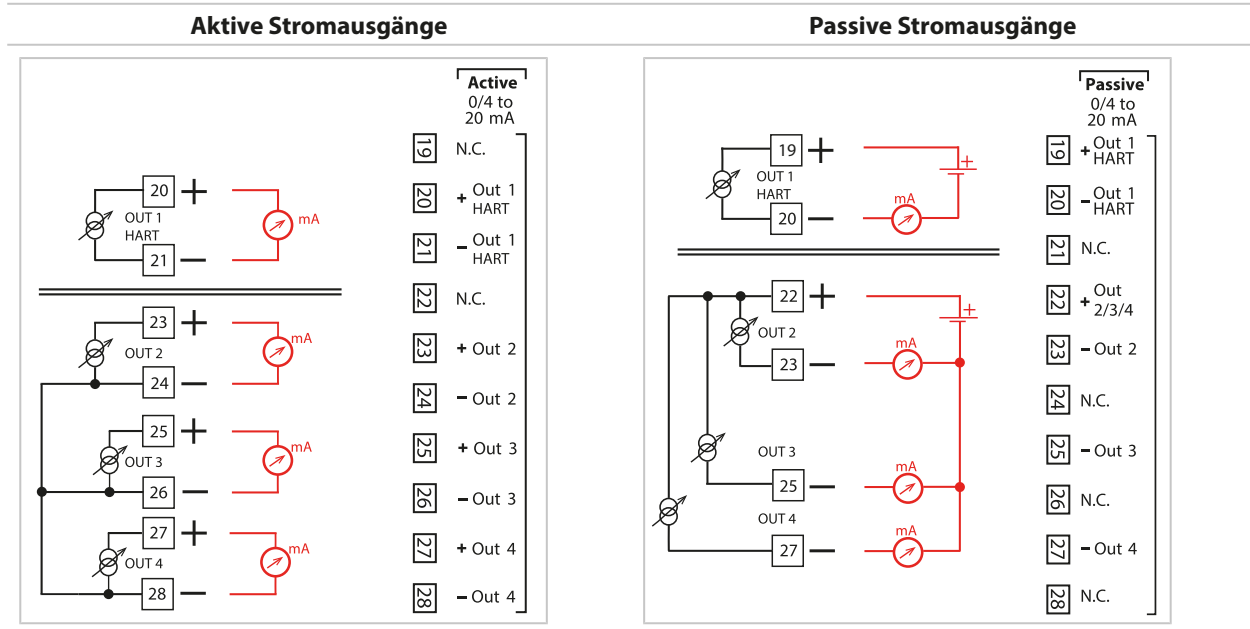 Aktive Stromausgänge
Passive Stromausgänge
Active
0/4 to
20 mA
19 N.C.
20 + Out 1
HART
21 – Out 1
HART
22 N.C.
23 + Out 2
24 – Out 2
25 + Out 3
26 – Out 3
27 + Out 4
28 – Out 4
20 +
OUT 1
HART
mA
21 –
23 +
OUT 2
mA
24 –
25 +
OUT 3
mA
26 –
27 +
OUT 4
mA
28 –
Passive
0/4 to
20 mA
19 + Out 1
HART
20 – Out 1
HART
21 N.C.
22 + Out
2/3/4
23 – Out 2
24 N.C.
25 – Out 3
26 N.C.
27 – Out 4
28 N.C.
19 +
+
OUT 1
HART
mA
20 –
22 +
+
OUT 2
mA
23 –
OUT 3
mA
25 –
OUT 4
mA
27 –